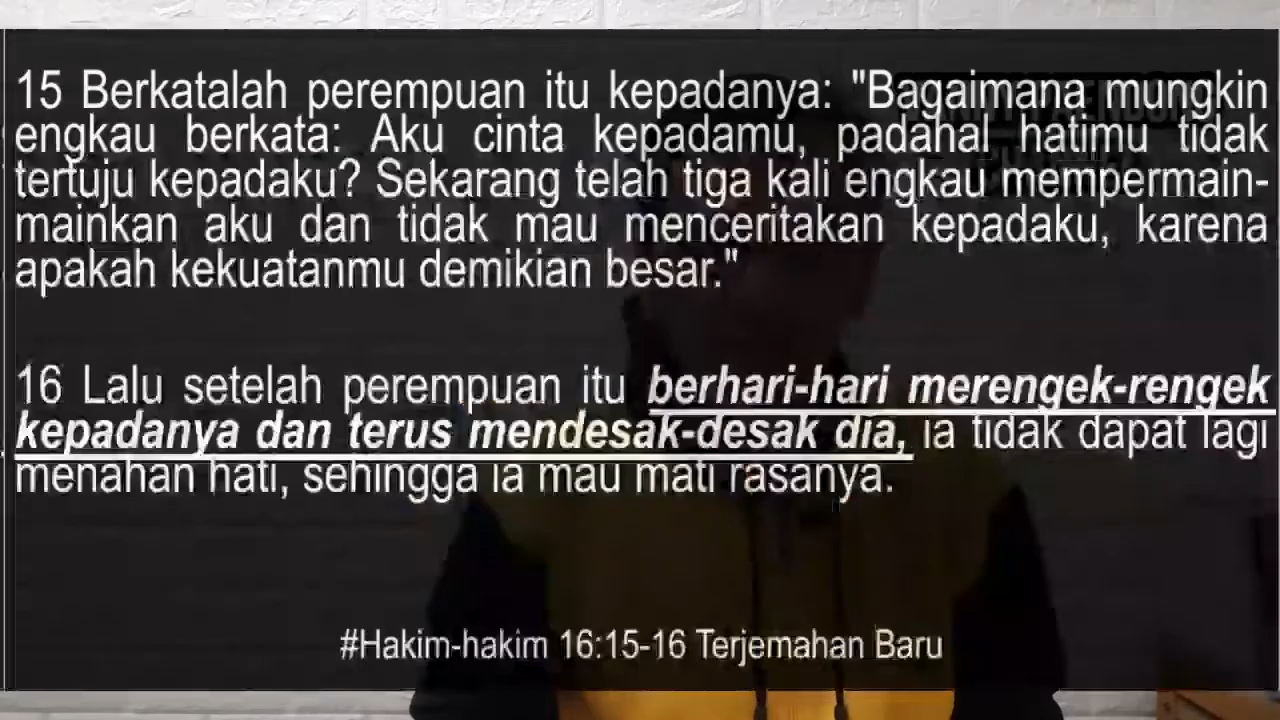 15 Berkatalah perempuan itu kepadanya: "Bagaimana mungkin
engkau berkata: Aku cinta kepadamu, padahal hatimu tidak
tertuju kepadaku? Sekarang telah tiga kali engkau mempermain-
mainkan aku dan tidak mau menceritakan kepadaku, karena
apakah kekuatanmu demikian besar."
16 Lalu setelah perempuan itu berhari-hari merengek-rengek
kepadanya dan terus mendesak-desak dia, ia tidak dapat lagi
menahan hati, sehingga ia mau mati rasanya.
#Hakim-hakim 16:15-16 Terjemahan Baru